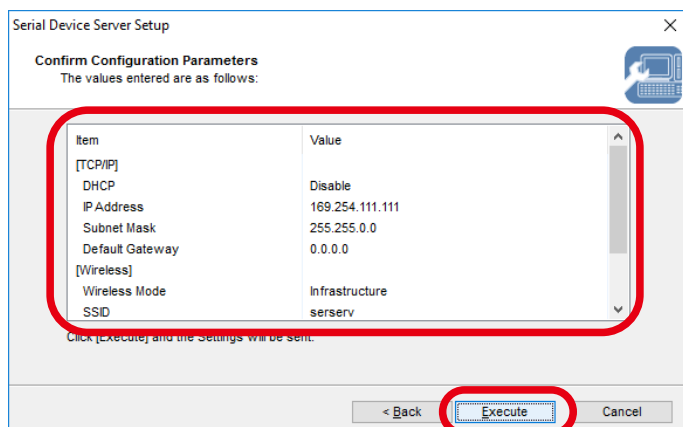 Serial Device Server Setup
Confirm Configuration Parameters
The values entered are as follows:
Item Value
[TCP/IP]
DHCP Disable
IP Address 169.254.111.111
Subnet Mask 255.255.0.0
Default Gateway 0.0.0.0
[Wireless]
Wireless Mode Infrastructure
SSID serserv
Click [Execute] and the Settings will be sent.
< Back Execute Cancel